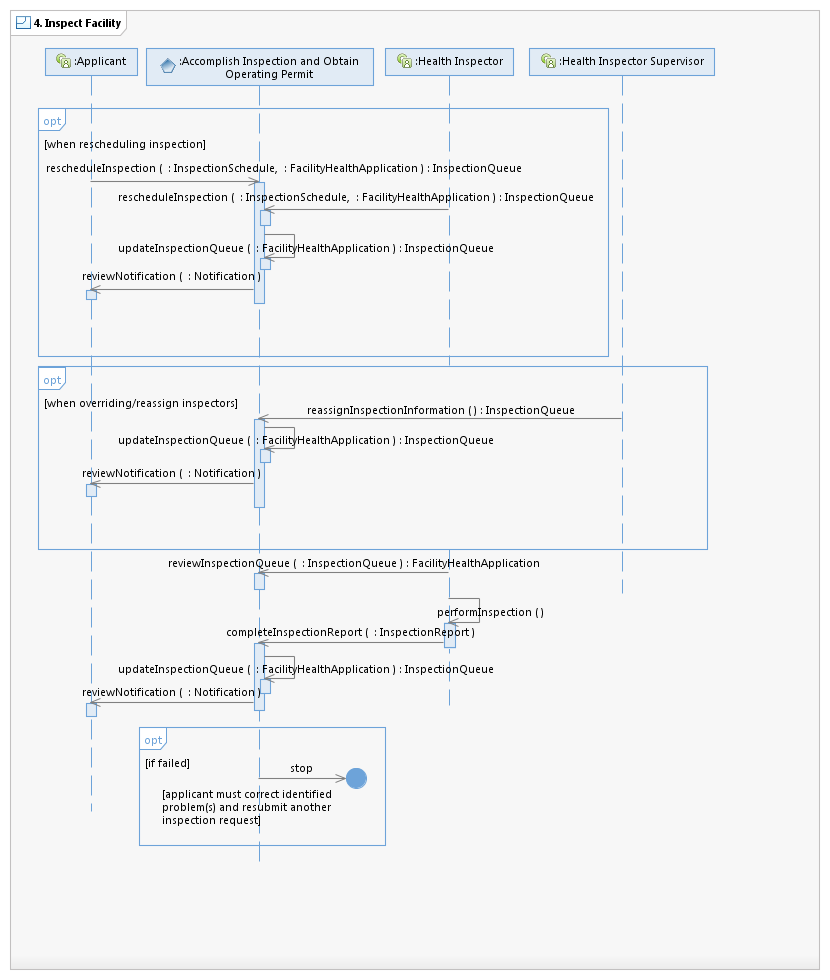 4. Inspect Facility
:Applicant
:Accomplish Inspection and Obtain
Operating Permit
:Health Inspector
:Health Inspector Supervisor
opt
[when rescheduling inspection]
rescheduleInspection ( : InspectionSchedule, : FacilityHealthApplication ) : InspectionQueue
rescheduleInspection ( : InspectionSchedule, : FacilityHealthApplication ) : InspectionQueue
updateInspectionQueue ( : FacilityHealthApplication ) : InspectionQueue
reviewNotification ( : Notification )
opt
[when overriding/reassign inspectors]
reassignInspectionInformation ( ) : InspectionQueue
updateInspectionQueue ( : FacilityHealthApplication ) : InspectionQueue
reviewNotification ( : Notification )
reviewInspectionQueue ( : InspectionQueue ) : FacilityHealthApplication
performInspection ( )
completeInspectionReport ( : InspectionReport )
updateInspectionQueue ( : FacilityHealthApplication ) : InspectionQueue
reviewNotification ( : Notification )
opt
[if failed]
stop
[applicant must correct identified
problem(s) and resubmit another
inspection request]